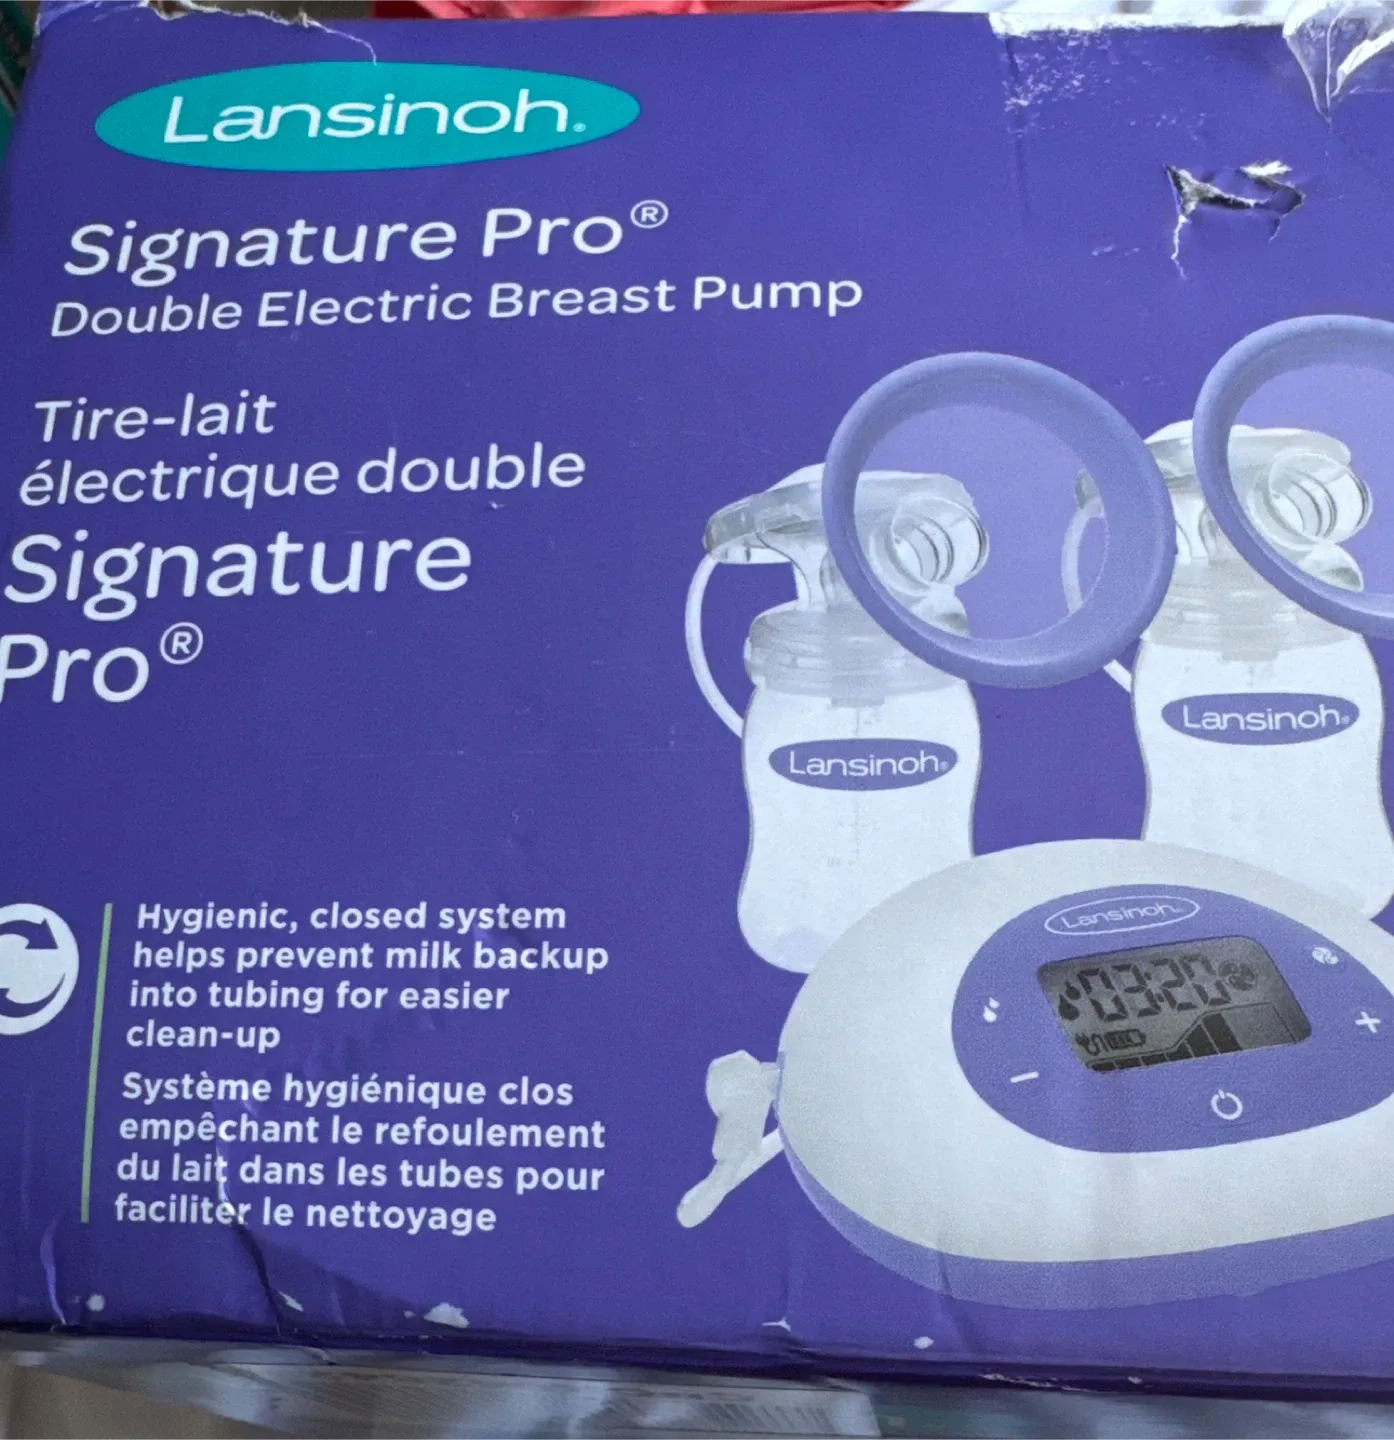 Lansinoh®
Signature Pro®
Double Electric Breast Pump
Tire-lait
électrique double
Signature
Pro®
Lansinoh®
Lansinoh®
Lansinoh
03:20
Hygienic, closed system
helps prevent milk backup
into tubing for easier
clean-up
Système hygiénique clos
empêchant le refoulement
du lait dans les tubes pour
faciliter le nettoyage